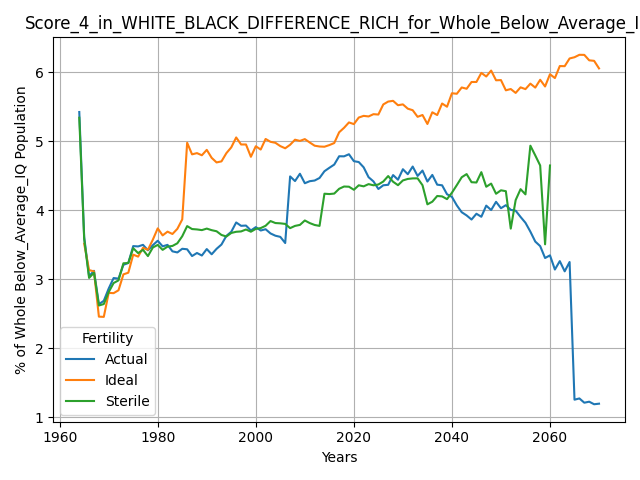 Score_4_in_WHITE_BLACK_DIFFERENCE_RICH_for_Whole_Below_Average_I
% of Whole Below_Average_IQ Population
6
5
4
3
2
1
Fertility
Actual
Ideal
Sterile
1960 1980 2000 2020 2040 2060
Years